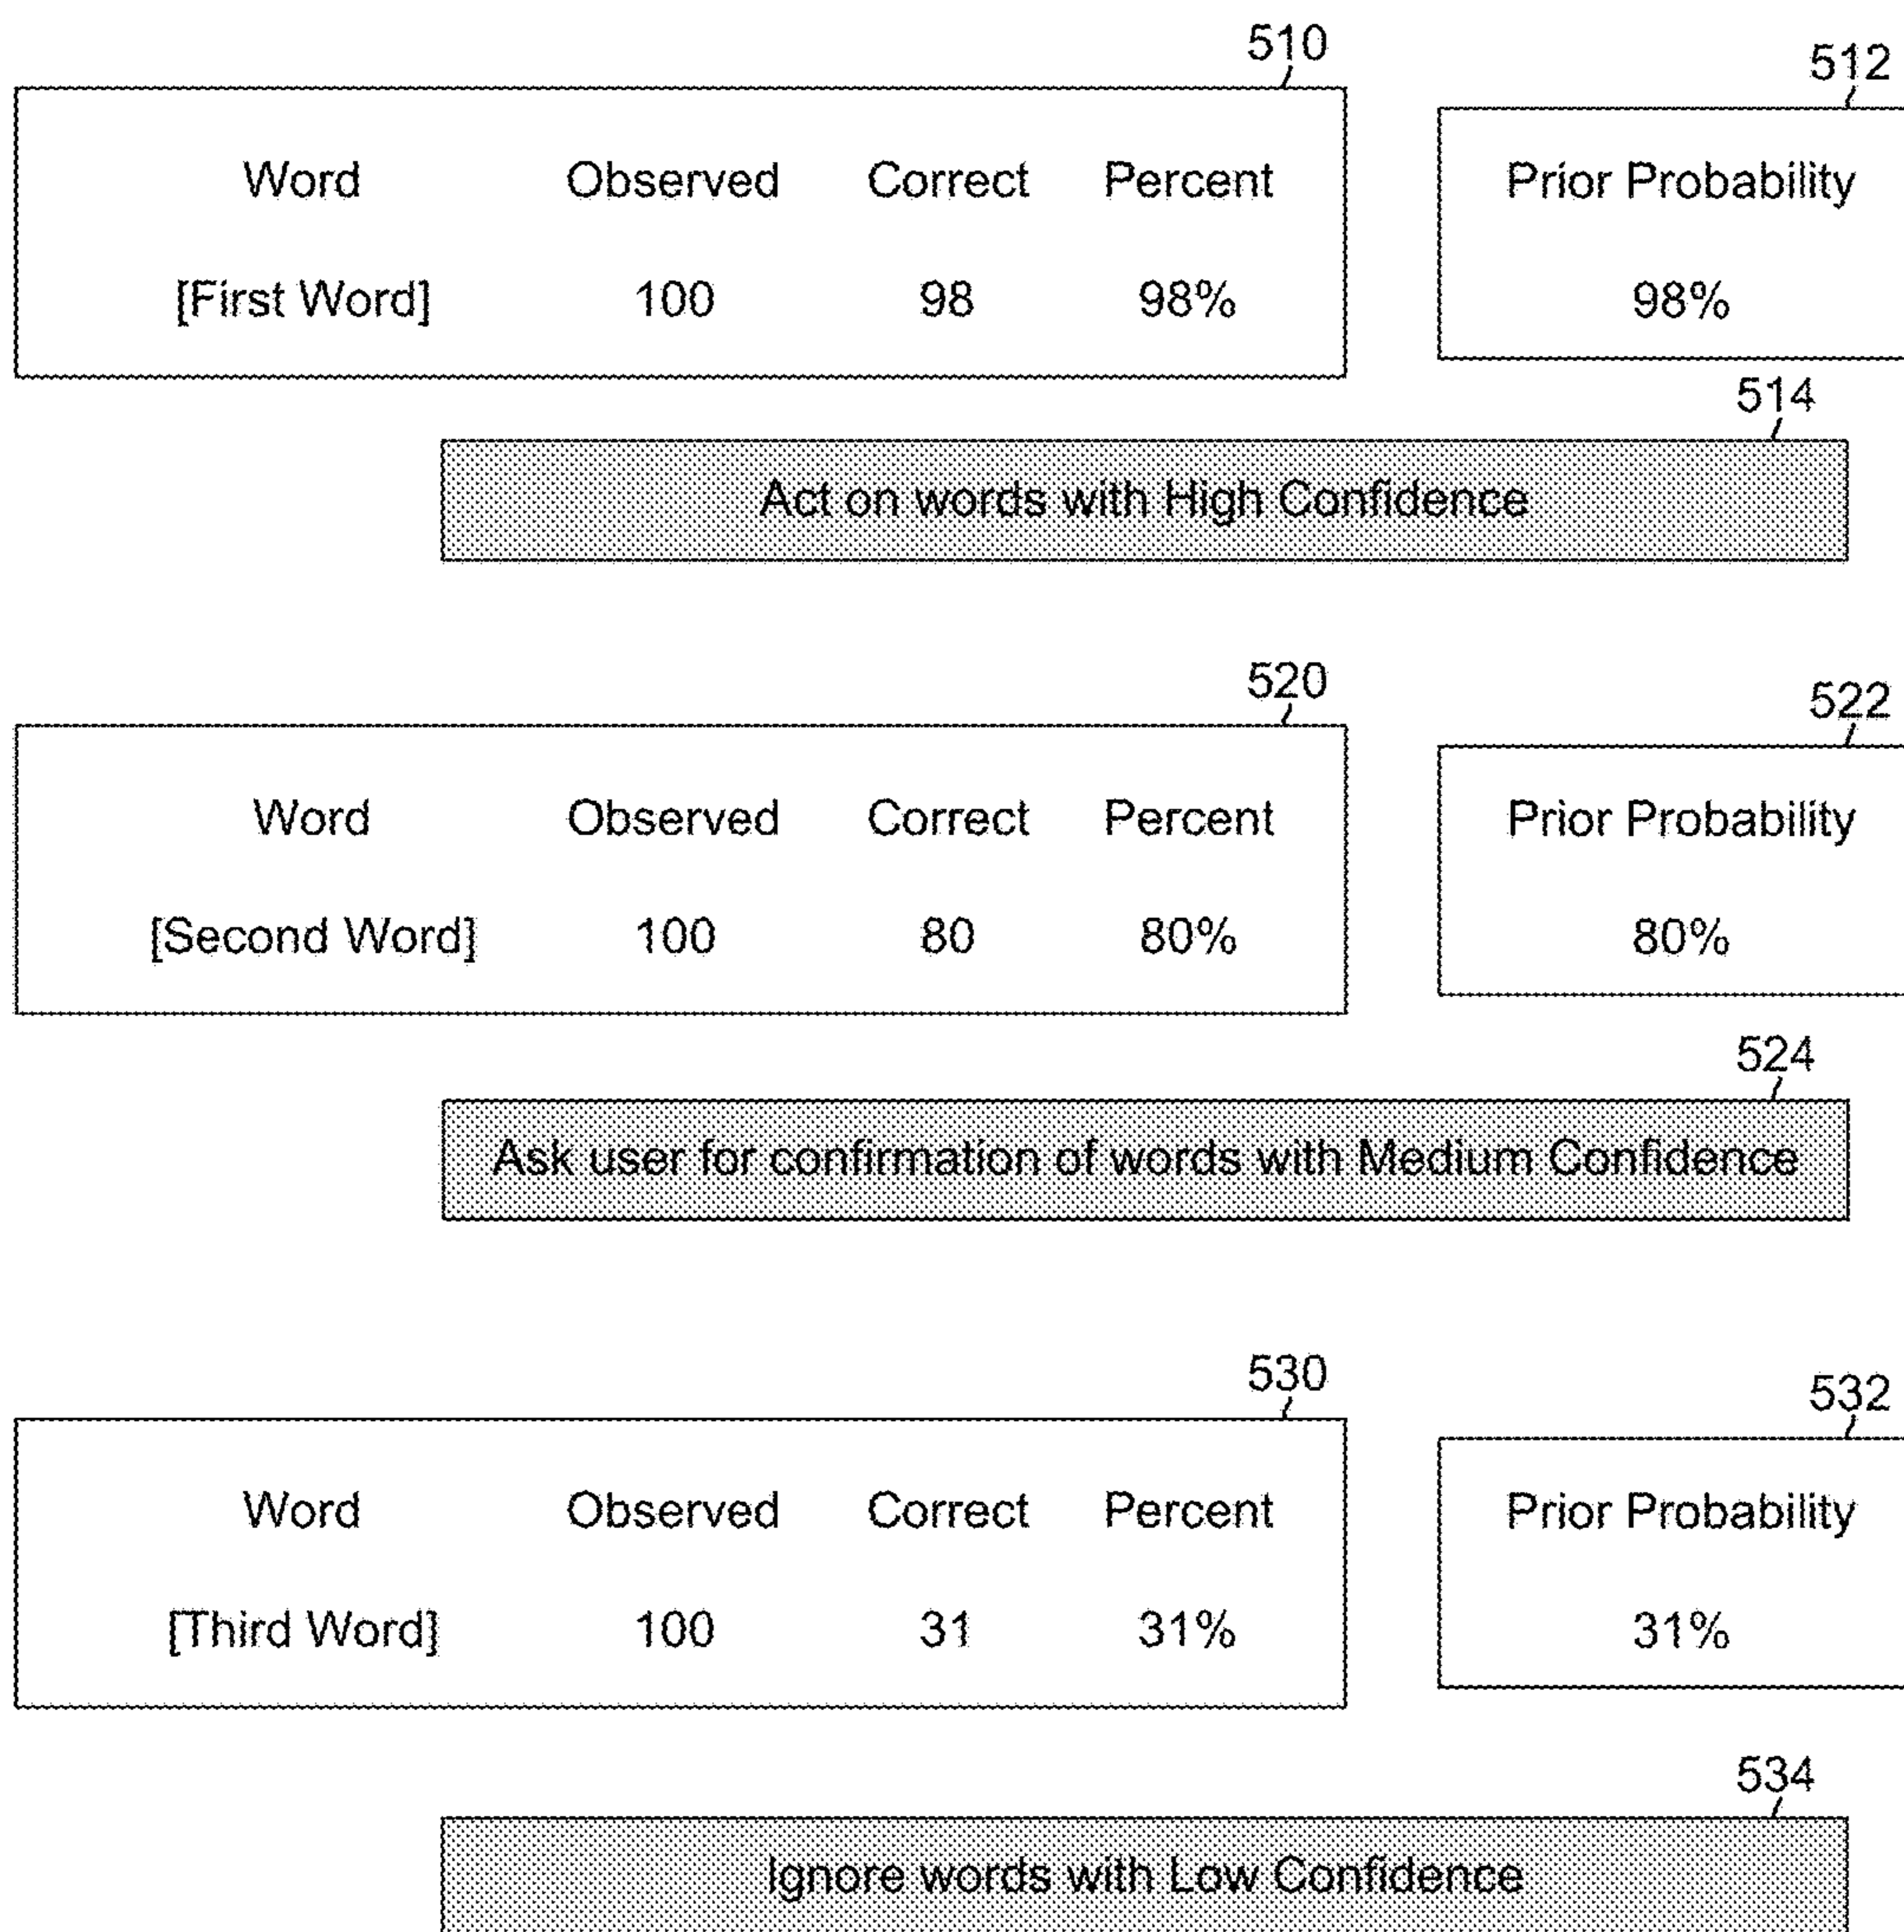 510
512
Word Observed Correct Percent Prior Probability
[First Word] 100 98 98% 98%
514
Act on words with High Confidence
520
522
Word Observed Correct Percent Prior Probability
[Second Word] 100 80 80% 80%
524
Ask user for confirmation of words with Medium Confidence
530
532
Word Observed Correct Percent Prior Probability
[Third Word] 100 31 31% 31%
534
Ignore words with Low Confidence